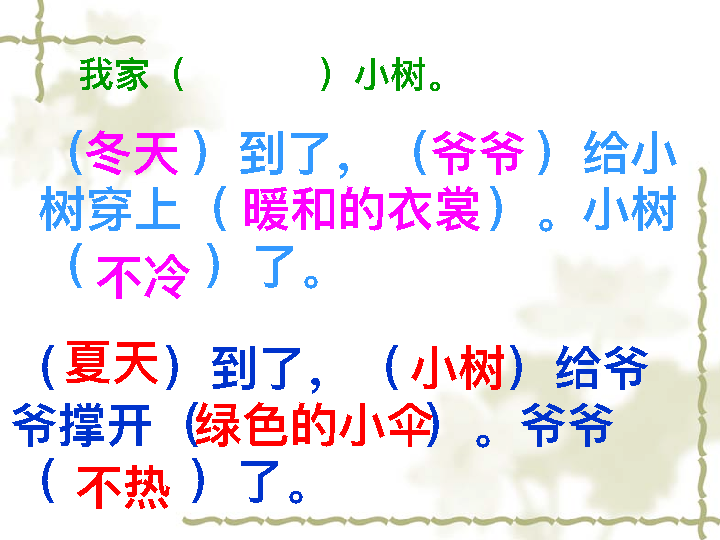 我家（　　　　）小树。
（冬天）到了，（爷爷）给小
树穿上（暖和的衣裳）。小树
（不冷）了。
（夏天）到了，（小树）给爷
爷撑开（绿色的小伞）。爷爷
（不热）了。